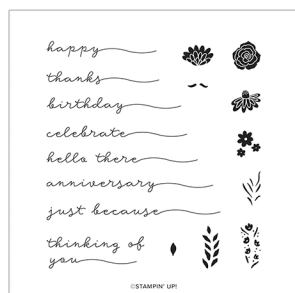 happy
thanks
birthday
celebrate
hello there
anniversary
just because
thinking of
you
©STAMPIN' UP!